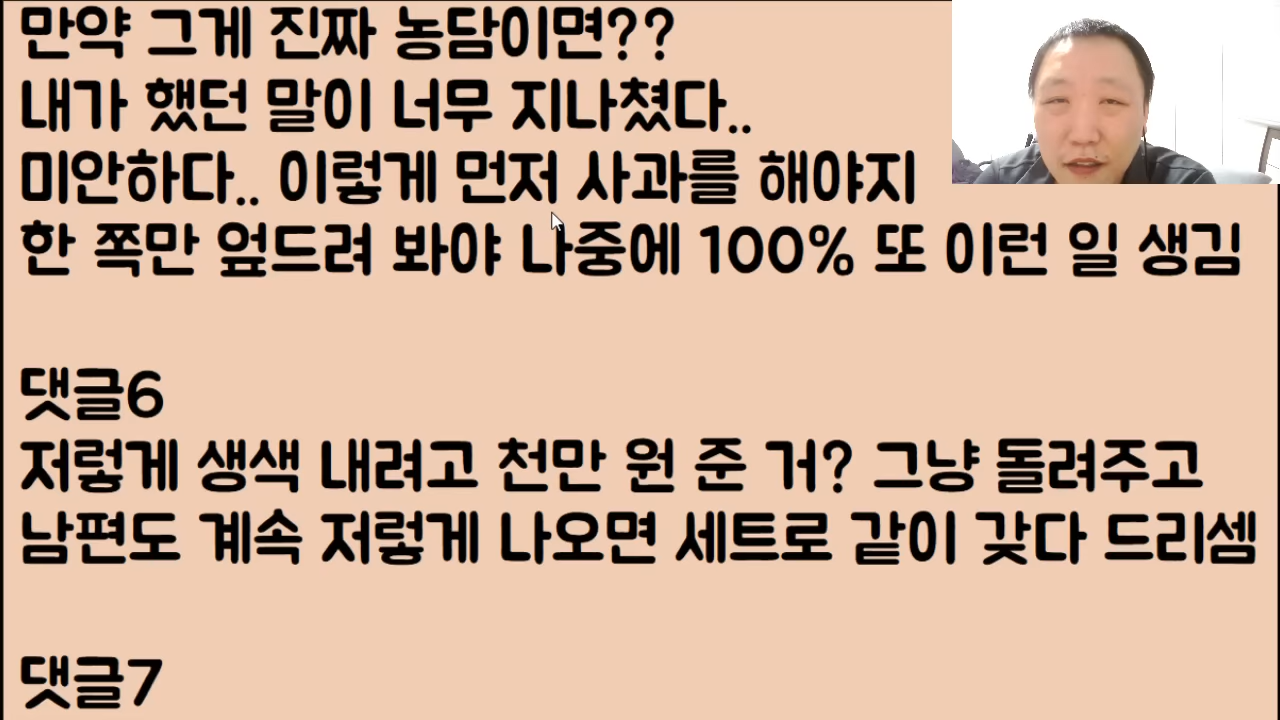 만약 그게 진짜 농담이면??
내가 했던 말이 너무 지나쳤다..
미안하다.. 이렇게 먼저 사과를 해야지
한 쪽만 엎드려 봐야 나중에 100% 또 이런 일 생김
댓글6
저렇게 생색 내려고 천만 원 준 거? 그냥 돌려주고
남편도 계속 저렇게 나오면 세트로 같이 갖다 드리셈
댓글7